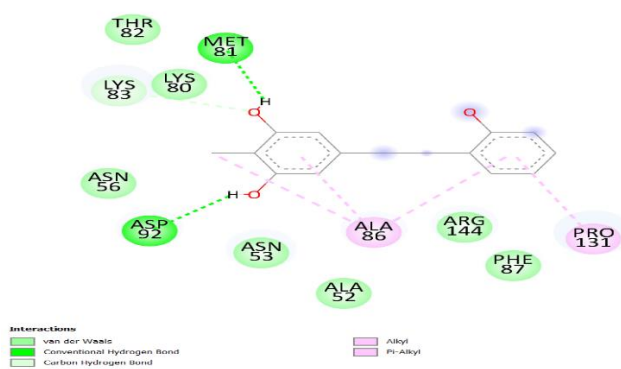 THR
82
MET
81
LYS
83
LYS
80
H
O
O
ASN
56
H-O
ASP
92
ASN
53
ALA
86
ARG
144
PRO
131
PHE
87
ALA
52
Interactions
van der Waals
Conventional Hydrogen Bond
Carbon Hydrogen Bond
Alkyl
Pi-Alkyl